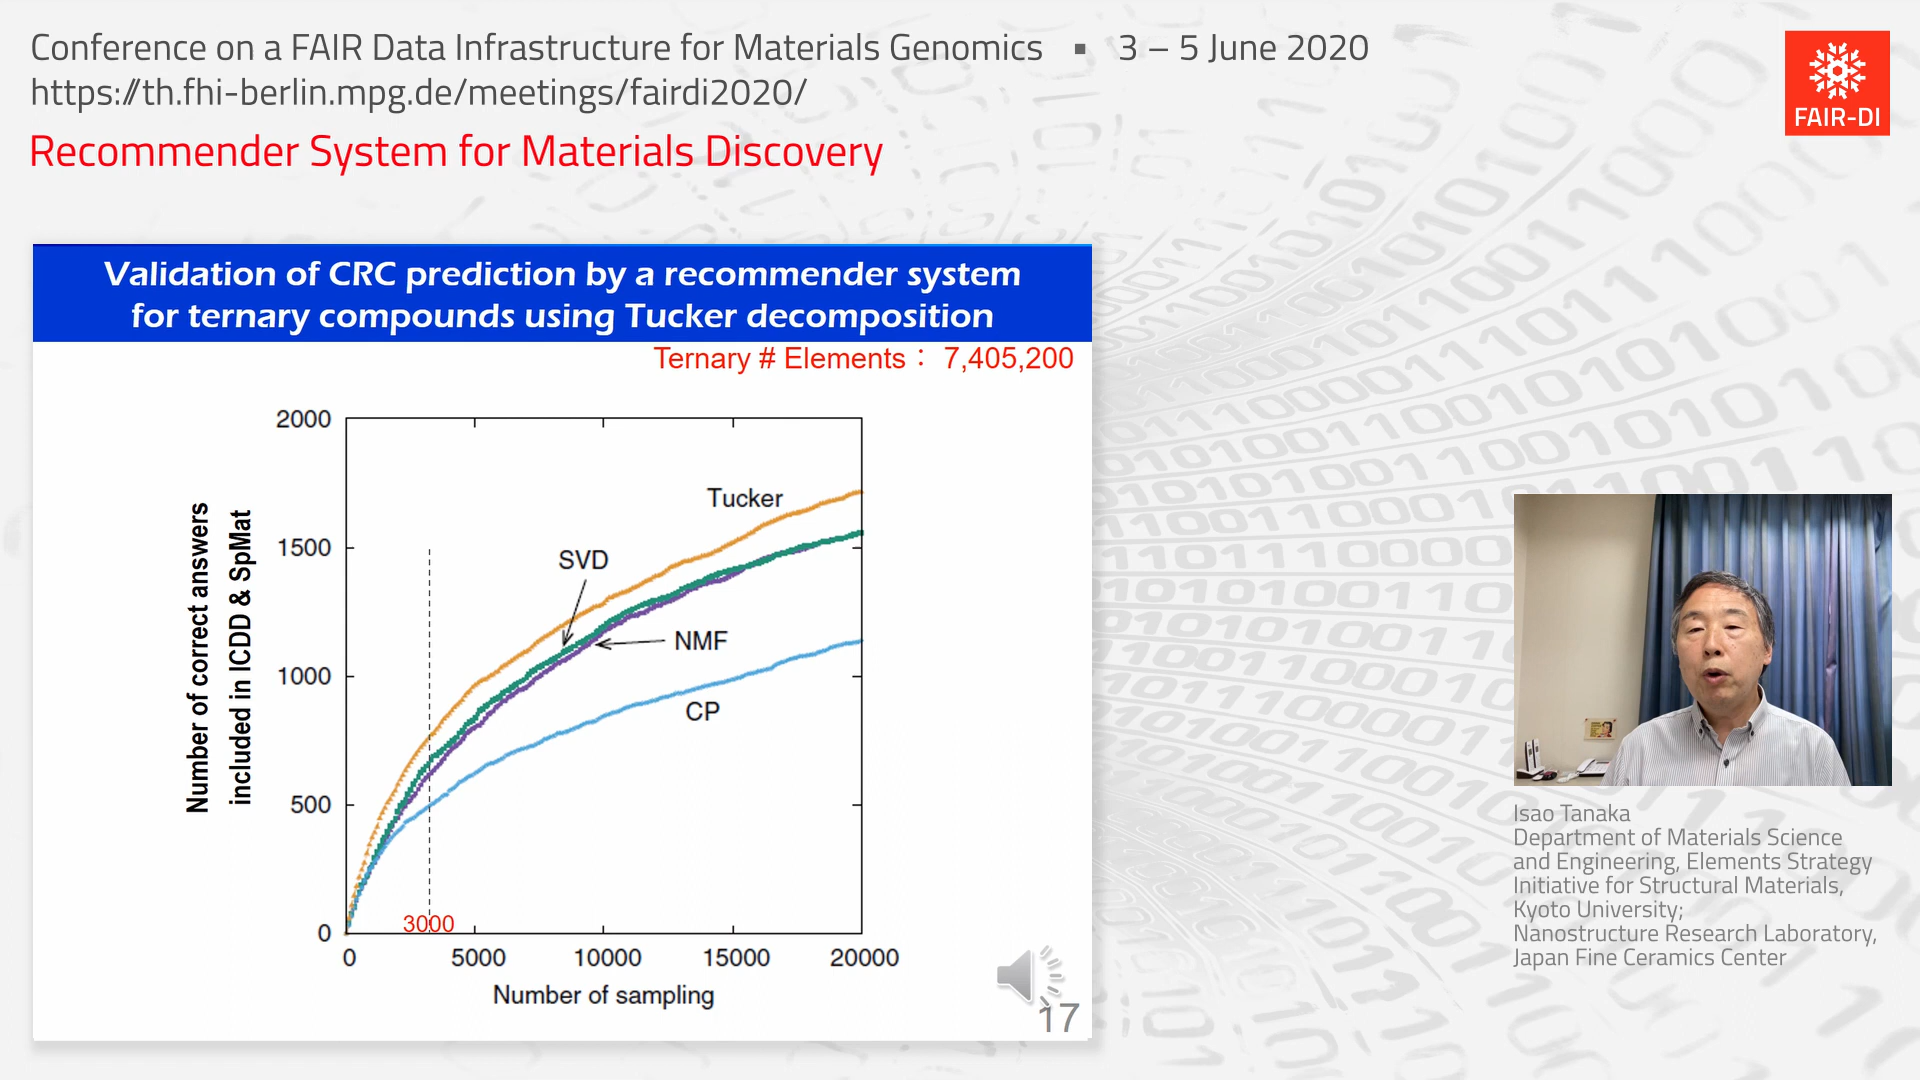 Conference on a FAIR Data Infrastructure for Materials Genomics ▪ 3 – 5 June 2020
https://th.fhi-berlin.mpg.de/meetings/fairdi2020/
Recommender System for Materials Discovery
FAIR-DI
Validation of CRC prediction by a recommender system
for ternary compounds using Tucker decomposition
Ternary # Elements : 7,405,200
Number of correct answers
included in ICDD & SpMat
2000
1500
1000
500
0
Tucker
SVD
NMF
CP
3000
0 5000 10000 15000 20000
Number of sampling
17
Isao Tanaka
Department of Materials Science
and Engineering, Elements Strategy
Initiative for Structural Materials,
Kyoto University;
Nanostructure Research Laboratory,
Japan Fine Ceramics Center